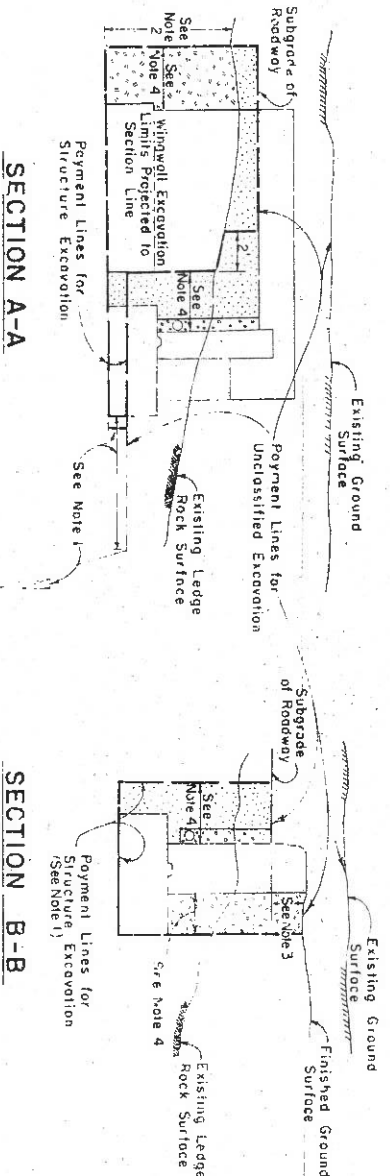 Subgrade of
Roadway
Existing Ground
Surface
See
Note
2
See
Note 4
Wingwall Excavation
Limits Projected to
Section Line
2'
See
Note 4
Payment Lines for
Unclassified Excavation
Existing Ledge
Rock Surface
Payment Lines for
Structure Excavation
See Note 1
SECTION A-A
Existing Ground
Surface
Subgrade
of Roadway
Finished Ground
Surface
See Note 3
See
Note 4
See Note 4
Existing Ledge
Rock Surface
Payment Lines for
Structure Excavation
(See Note 1)
SECTION B-B